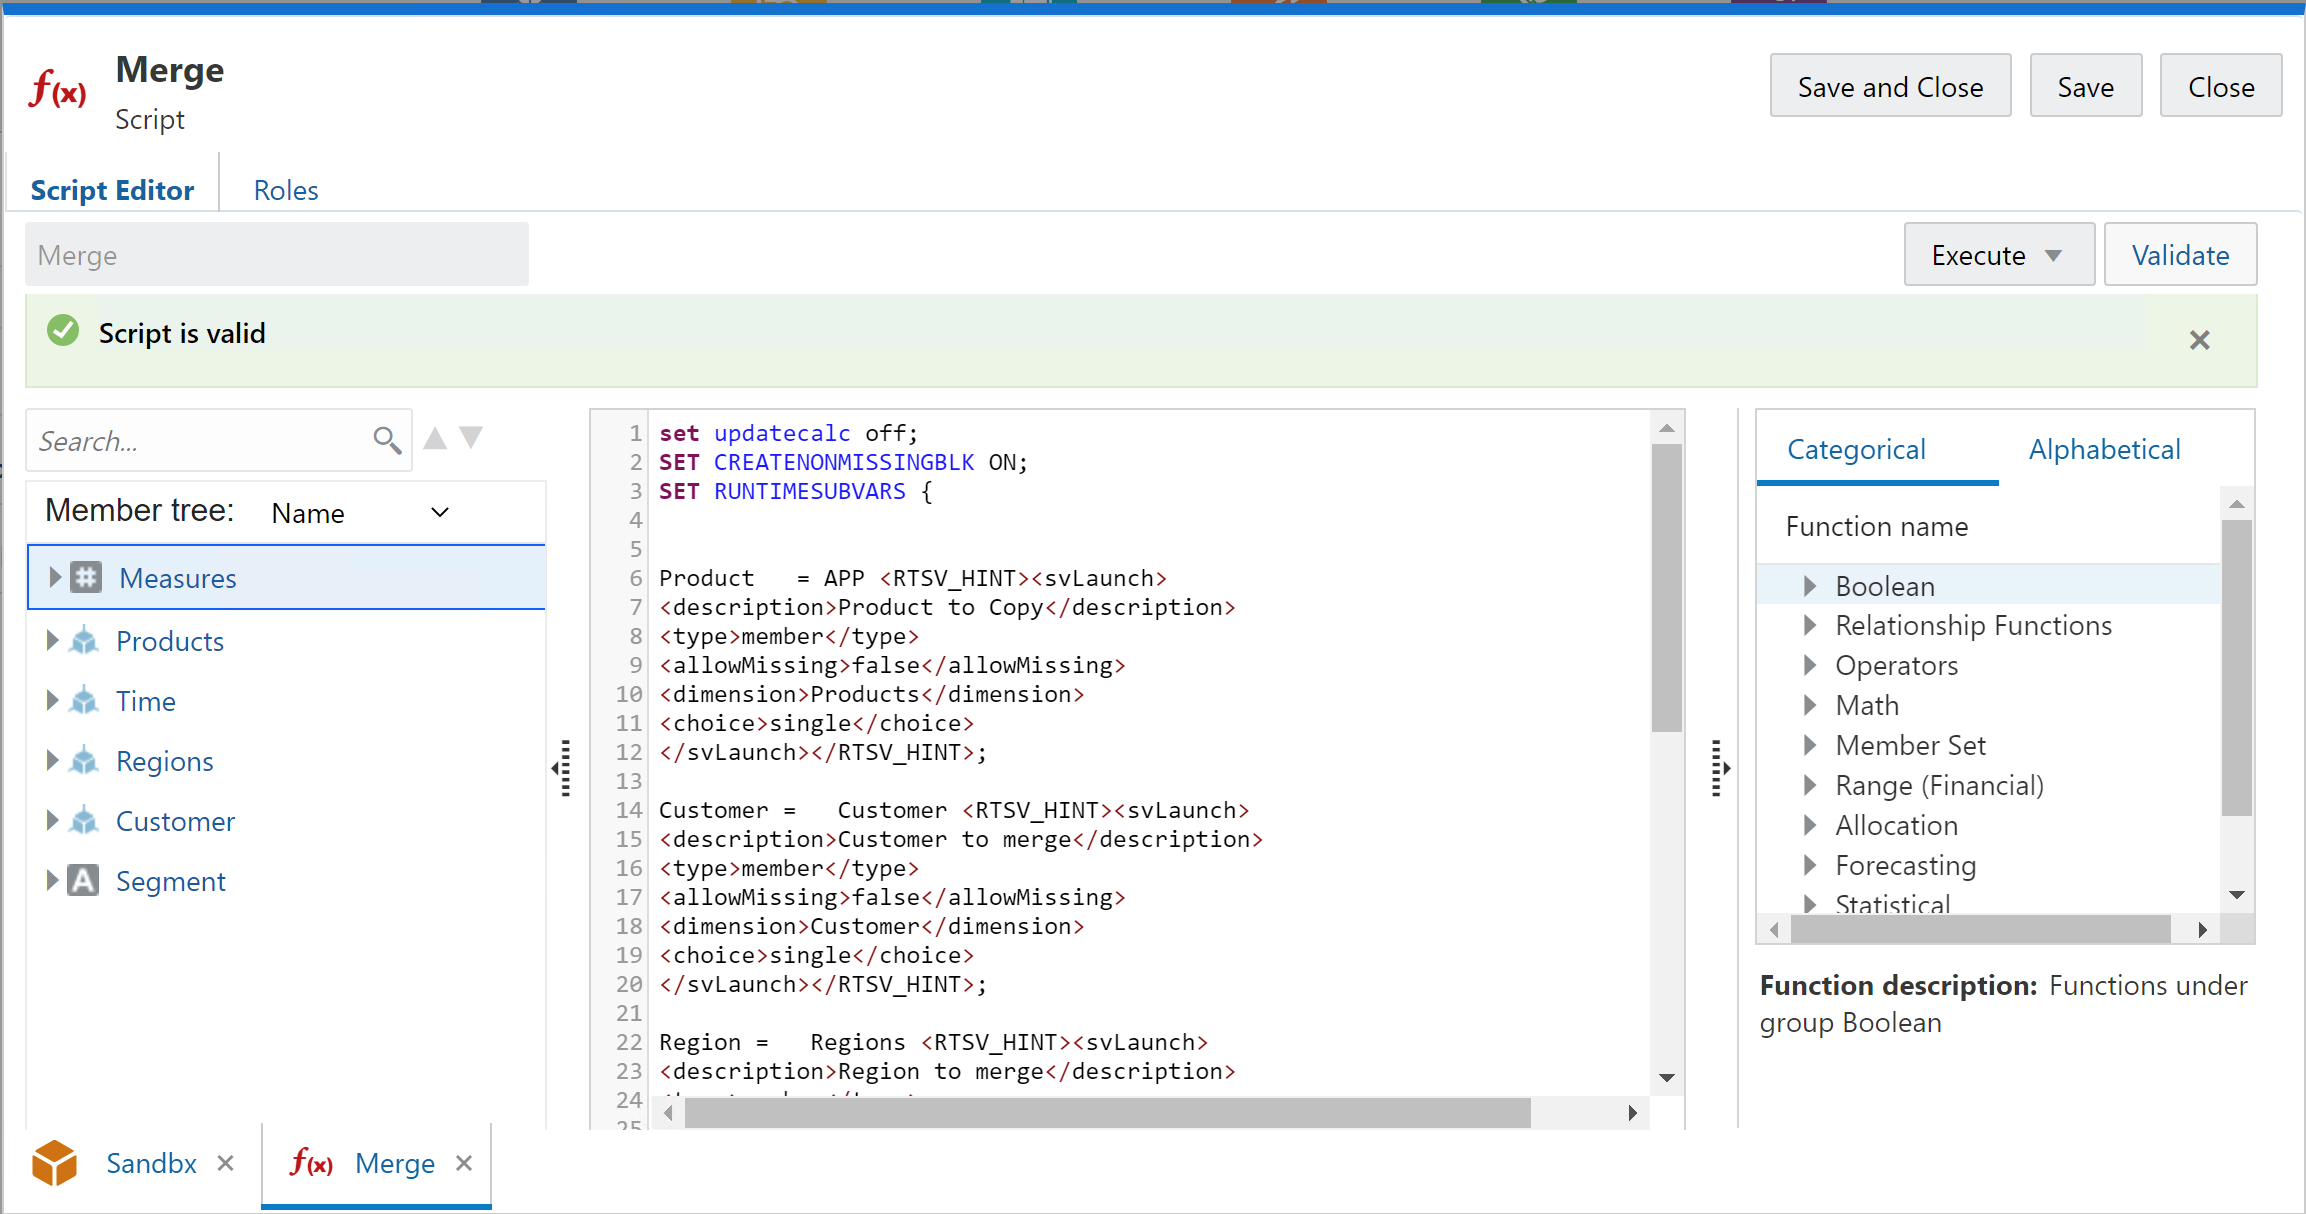 f(x)
Merge
Script
Save and Close
Save
Close
Script Editor
Roles
Merge
Execute
Validate
Script is valid
Search...
Member tree: Name
Measures
Products
Time
Regions
Customer
Segment
1 set updatecalc off;
2 SET CREATENONMISSINGBLK ON;
3 SET RUNTIMESUBVARS {
4
5
6 Product   = APP <RTSV_HINT><svLaunch>
7 <description>Product to Copy</description>
8 <type>member</type>
9 <allowMissing>false</allowMissing>
10 <dimension>Products</dimension>
11 <choice>single</choice>
12 </svLaunch></RTSV_HINT>;
13
14 Customer =   Customer <RTSV_HINT><svLaunch>
15 <description>Customer to merge</description>
16 <type>member</type>
17 <allowMissing>false</allowMissing>
18 <dimension>Customer</dimension>
19 <choice>single</choice>
20 </svLaunch></RTSV_HINT>;
21
22 Region =   Regions <RTSV_HINT><svLaunch>
23 <description>Region to merge</description>
24
25
Categorical
Alphabetical
Function name
Boolean
Relationship Functions
Operators
Math
Member Set
Range (Financial)
Allocation
Forecasting
Statistical
Function description: Functions under
group Boolean
Sandbx
f(x) Merge